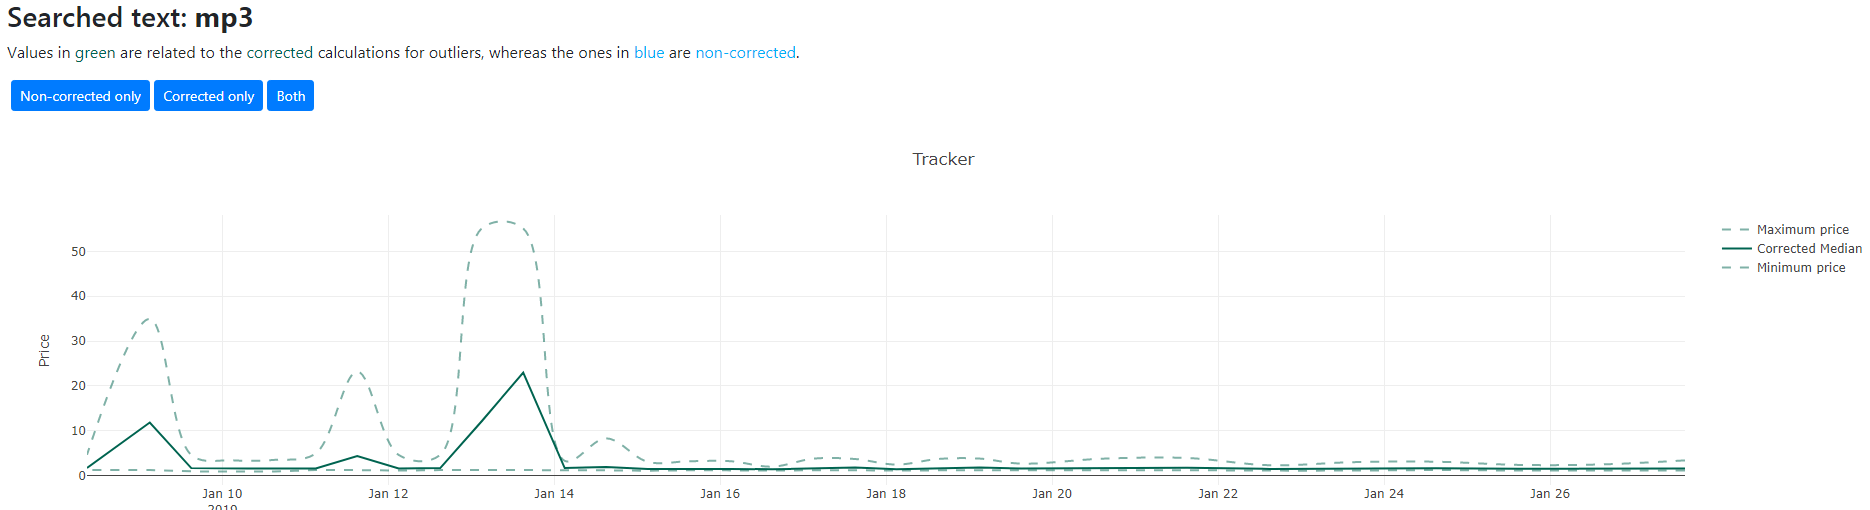 Searched text: mp3
Values in green are related to the corrected calculations for outliers, whereas the ones in blue are non-corrected.
Non-corrected only Corrected only Both
Tracker
Maximum price
Corrected Median
Minimum price
Price
50
40
30
20
10
0
Jan 10 Jan 12 Jan 14 Jan 16 Jan 18 Jan 20 Jan 22 Jan 24 Jan 26
2019